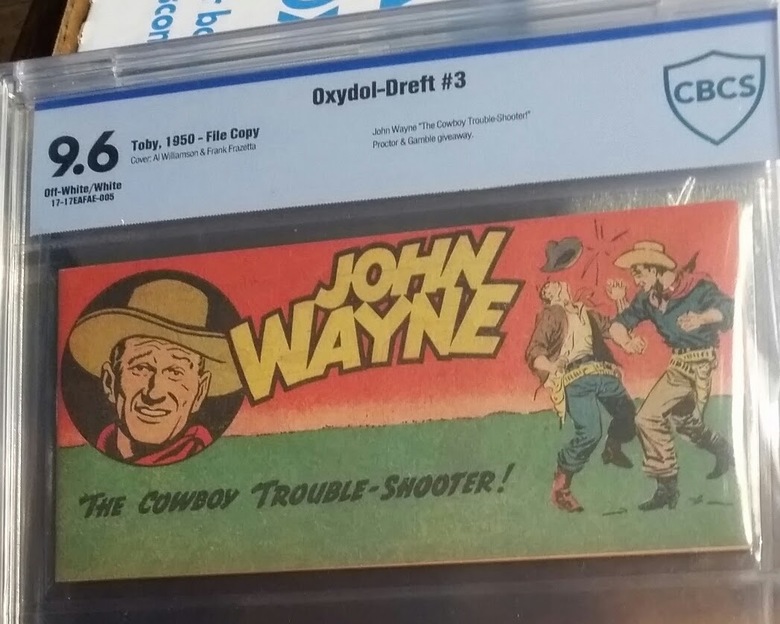 Oxydol-Dreft #3
CBCS
9.6
Off-White/White
17-17EAFAE-005
Toby, 1950 - File Copy
Cover: Al Williamson & Frank Frazetta
John Wayne "The Cowboy Trouble-Shooter!"
Proctor & Gamble giveaway.
JOHN
WAYNE
"THE COWBOY TROUBLE-SHOOTER!